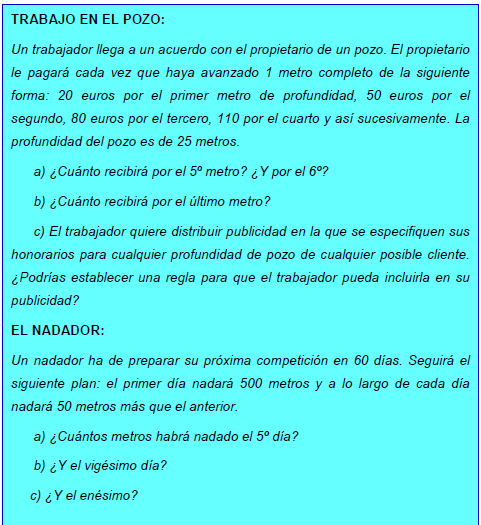 TRABAJO EN EL POZO:
Un trabajador llega a un acuerdo con el propietario de un pozo. El propietario
le pagará cada vez que haya avanzado 1 metro completo de la siguiente
forma: 20 euros por el primer metro de profundidad, 50 euros por el
segundo, 80 euros por el tercero, 110 por el cuarto y así sucesivamente. La
profundidad del pozo es de 25 metros.
a) ¿Cuánto recibirá por el 5º metro? ¿Y por el 6º?
b) ¿Cuánto recibirá por el último metro?
c) El trabajador quiere distribuir publicidad en la que se especifiquen sus
honorarios para cualquier profundidad de pozo de cualquier posible cliente.
¿Podrías establecer una regla para que el trabajador pueda incluirla en su
publicidad?
EL NADADOR:
Un nadador ha de preparar su próxima competición en 60 días. Seguirá el
siguiente plan: el primer día nadará 500 metros y a lo largo de cada día
nadará 50 metros más que el anterior.
a) ¿Cuántos metros habrá nadado el 5º día?
b) ¿Y el vigésimo día?
c) ¿Y el enésimo?